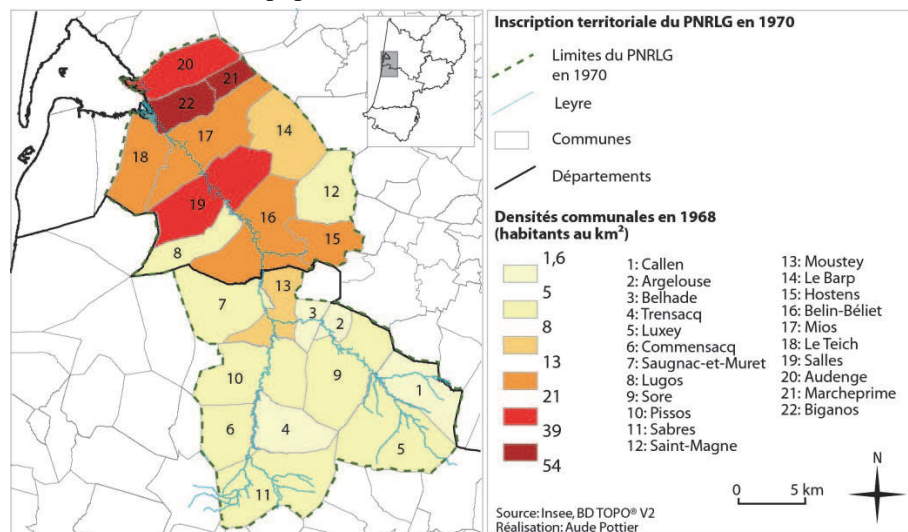 Inscription territoriale du PNRLG en 1970
Limites du PNRLG
en 1970
Leyre
Communes
Départements
Densités communales en 1968
(habitants au km²)
1,6
5
8
13
21
39
54
1: Callen
2: Argelouse
3: Belhade
4: Trensacq
5: Luxey
6: Commensacq
7: Saugnac-et-Muret
8: Lugos
9: Sore
10: Pissos
11: Sabres
12: Saint-Magne
13: Moustey
14: Le Barp
15: Hostens
16: Belin-Béliet
17: Mios
18: Le Teich
19: Salles
20: Audenge
21: Marcheprime
22: Biganos
N
0 5 km
Source: Insee, BD TOPO® V2
Réalisation: Aude Pottier
20
21
22
17
14
18
12
19
16
15
8
13
7
3
2
10
9
1
6
4
5
11